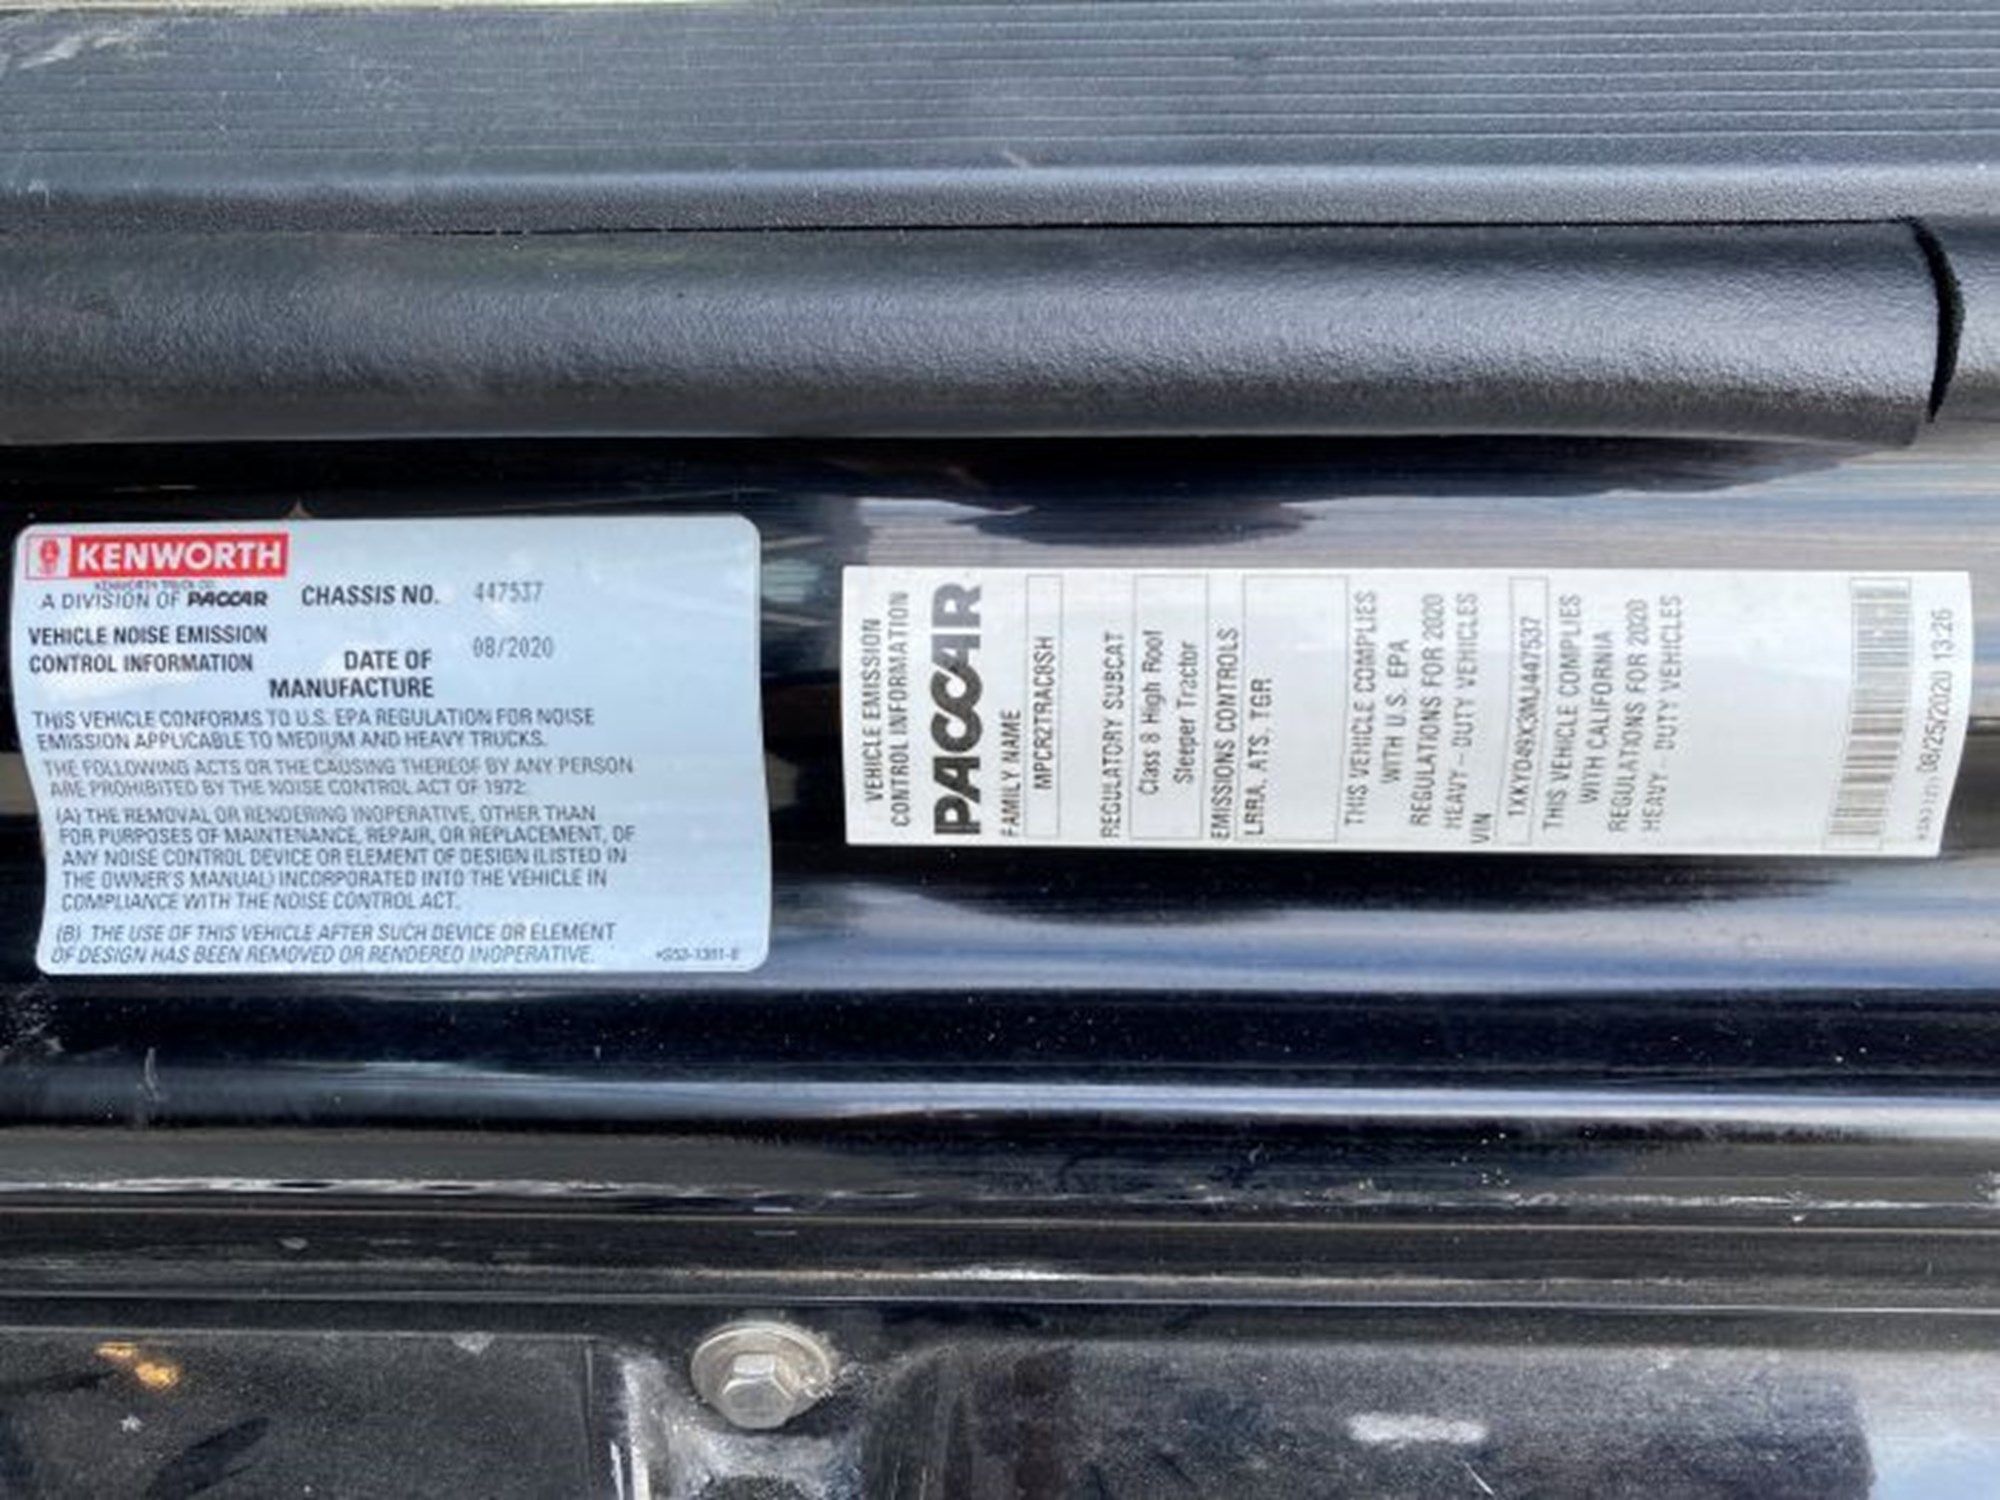 KENWORTH
KENWORTH TRUCK CO.
A DIVISION OF PACCAR
CHASSIS NO. 447537
VEHICLE NOISE EMISSION
CONTROL INFORMATION
DATE OF
MANUFACTURE
08/2020
THIS VEHICLE CONFORMS TO U.S. EPA REGULATION FOR NOISE
EMISSION APPLICABLE TO MEDIUM AND HEAVY TRUCKS.
THE FOLLOWING ACTS OR THE CAUSING THEREOF BY ANY PERSON
ARE PROHIBITED BY THE NOISE CONTROL ACT OF 1972:
(A) THE REMOVAL OR RENDERING INOPERATIVE, OTHER THAN
FOR PURPOSES OF MAINTENANCE, REPAIR, OR REPLACEMENT, OF
ANY NOISE CONTROL DEVICE OR ELEMENT OF DESIGN (LISTED IN
THE OWNER'S MANUAL) INCORPORATED INTO THE VEHICLE IN
COMPLIANCE WITH THE NOISE CONTROL ACT.
(B) THE USE OF THIS VEHICLE AFTER SUCH DEVICE OR ELEMENT
OF DESIGN HAS BEEN REMOVED OR RENDERED INOPERATIVE.
VEHICLE EMISSION
CONTROL INFORMATION
PACCAR
FAMILY NAME
MPCR2TRAC8SH
REGULATORY SUBCAT
Class 8 High Roof
Sleeper Tractor
EMISSIONS CONTROLS
LRRA, ATS, TGR
THIS VEHICLE COMPLIES
WITH U.S. EPA
REGULATIONS FOR 2020
HEAVY - DUTY VEHICLES
VIN
1XKYD49X3MJ447537
THIS VEHICLE COMPLIES
WITH CALIFORNIA
REGULATIONS FOR 2020
HEAVY - DUTY VEHICLES
08/25/2020 13:26